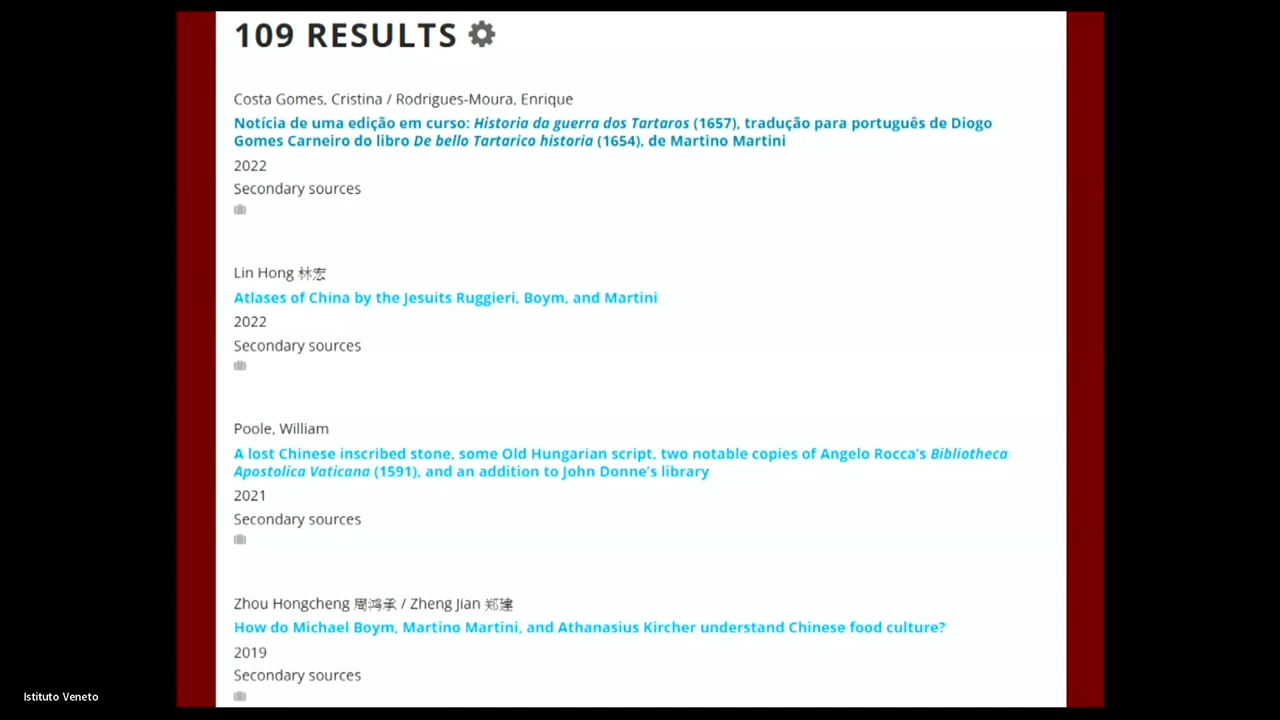 109 RESULTS
Costa Gomes, Cristina / Rodrigues-Moura, Enrique
Notícia de uma edição em curso: Historia da guerra dos Tartaros (1657), tradução para português de Diogo
Gomes Carneiro do libro De bello Tartarico historia (1654), de Martino Martini
2022
Secondary sources
Lin Hong 林宏
Atlases of China by the Jesuits Ruggieri, Boym, and Martini
2022
Secondary sources
Poole, William
A lost Chinese inscribed stone, some Old Hungarian script, two notable copies of Angelo Rocca’s Bibliotheca
Apostolica Vaticana (1591), and an addition to John Donne’s library
2021
Secondary sources
Zhou Hongcheng 周鸿承 / Zheng Jian 郑建
How do Michael Boym, Martino Martini, and Athanasius Kircher understand Chinese food culture?
2019
Secondary sources
Istituto Veneto